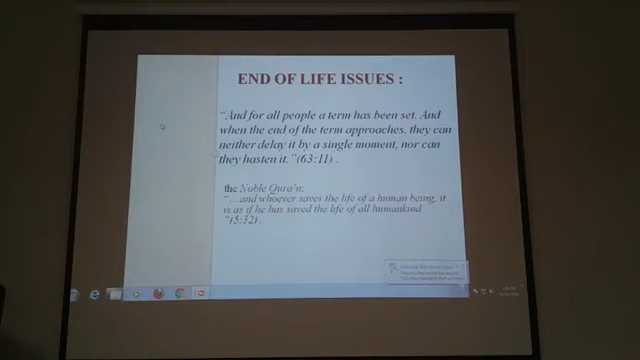 END OF LIFE ISSUES :
“And for all people a term has been set. And
when the end of the term approaches, they can
neither delay it by a single moment, nor can
they hasten it.”(63:11) .
the Noble Qura'n:
“…and whoever saves the life of a human being, it
is as if he has saved the life of all humankind
”(5:32) .